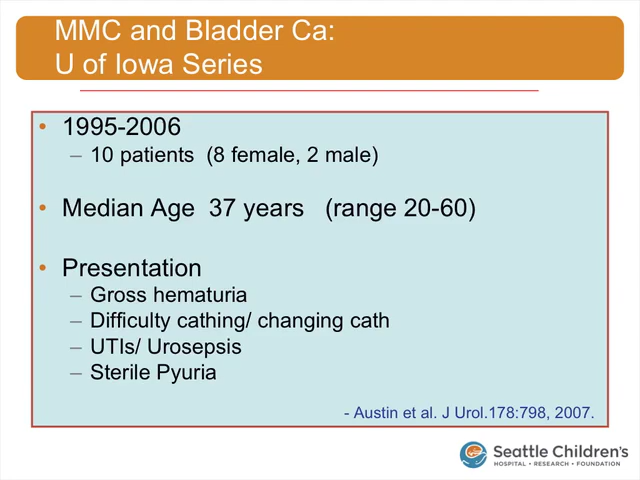 MMC and Bladder Ca:
U of Iowa Series
• 1995-2006
– 10 patients (8 female, 2 male)
• Median Age 37 years (range 20-60)
• Presentation
– Gross hematuria
– Difficulty cathing/ changing cath
– UTIs/ Urosepsis
– Sterile Pyuria
- Austin et al. J Urol.178:798, 2007.
Seattle Children's
HOSPITAL • RESEARCH • FOUNDATION